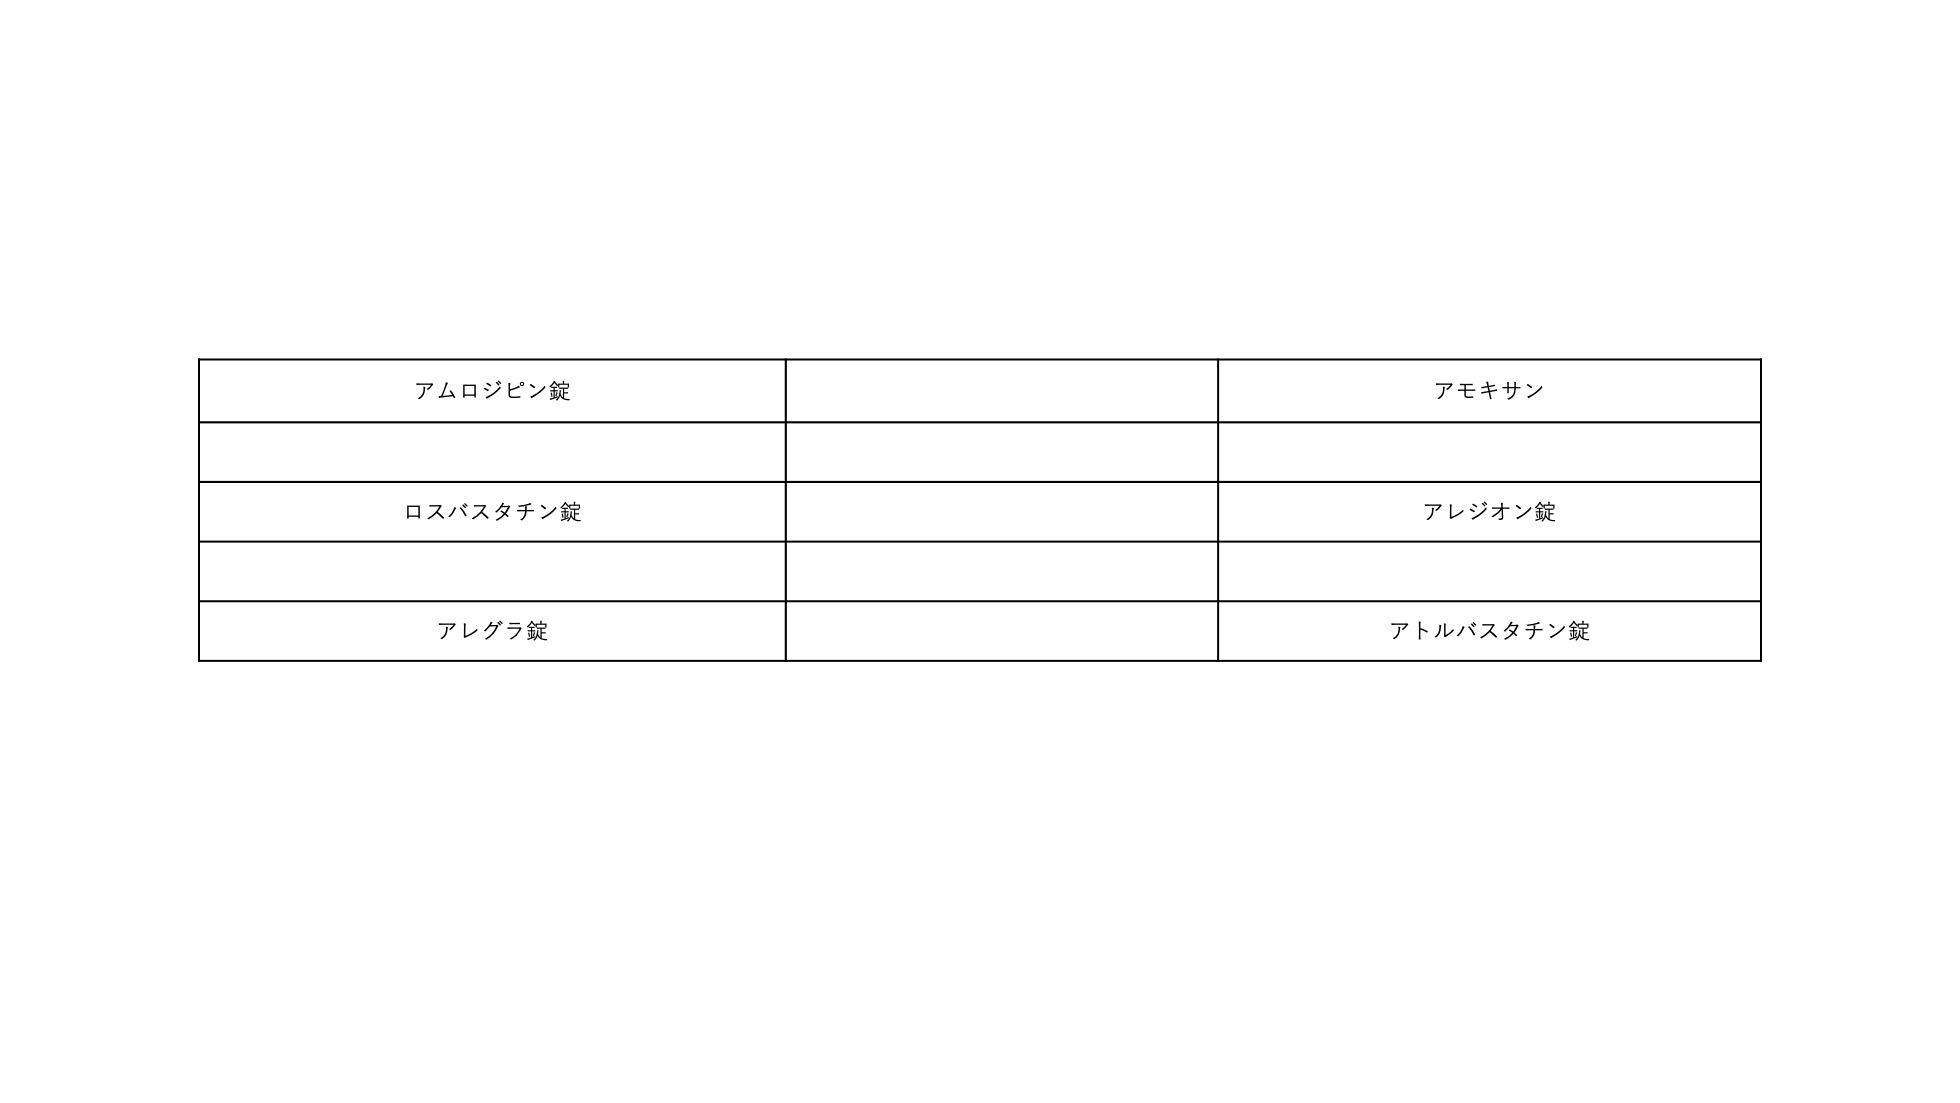 アムロジピン錠
アモキサン
ロスバスタチン錠
アレジオン錠
アレグラ錠
アトルバスタチン錠